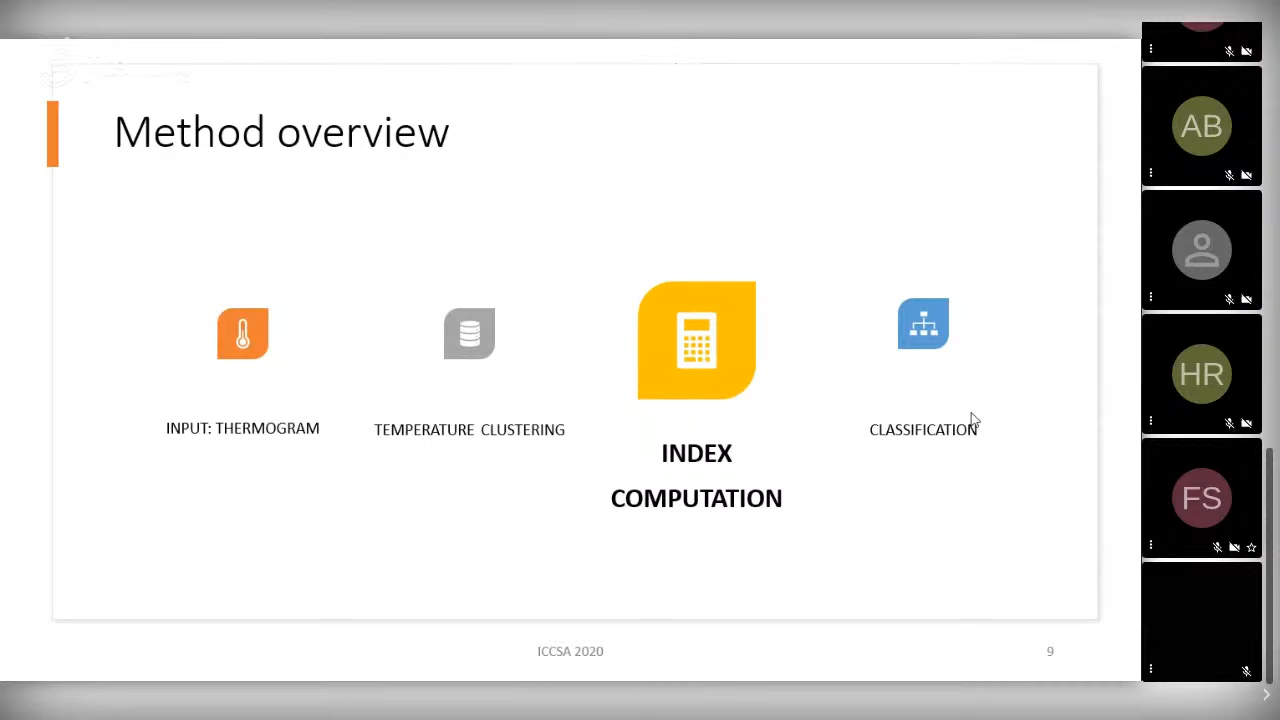 Method overview
INPUT: THERMOGRAM
TEMPERATURE CLUSTERING
INDEX
COMPUTATION
CLASSIFICATION
ICCSA 2020
9
AB
HR
FS